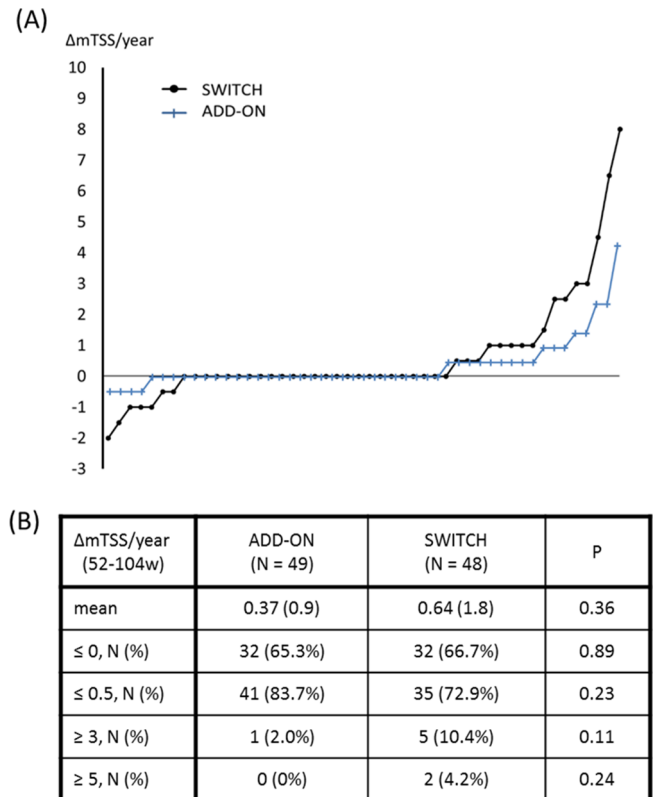 (A)
ΔmTSS/year
10
9
8
7
6
5
4
3
2
1
0
-1
-2
-3
SWITCH
ADD-ON
(B)
ΔmTSS/year (52-104w) ADD-ON (N = 49) SWITCH (N = 48) P
mean 0.37 (0.9) 0.64 (1.8) 0.36
≤ 0, N (%) 32 (65.3%) 32 (66.7%) 0.89
≤ 0.5, N (%) 41 (83.7%) 35 (72.9%) 0.23
≥ 3, N (%) 1 (2.0%) 5 (10.4%) 0.11
≥ 5, N (%) 0 (0%) 2 (4.2%) 0.24